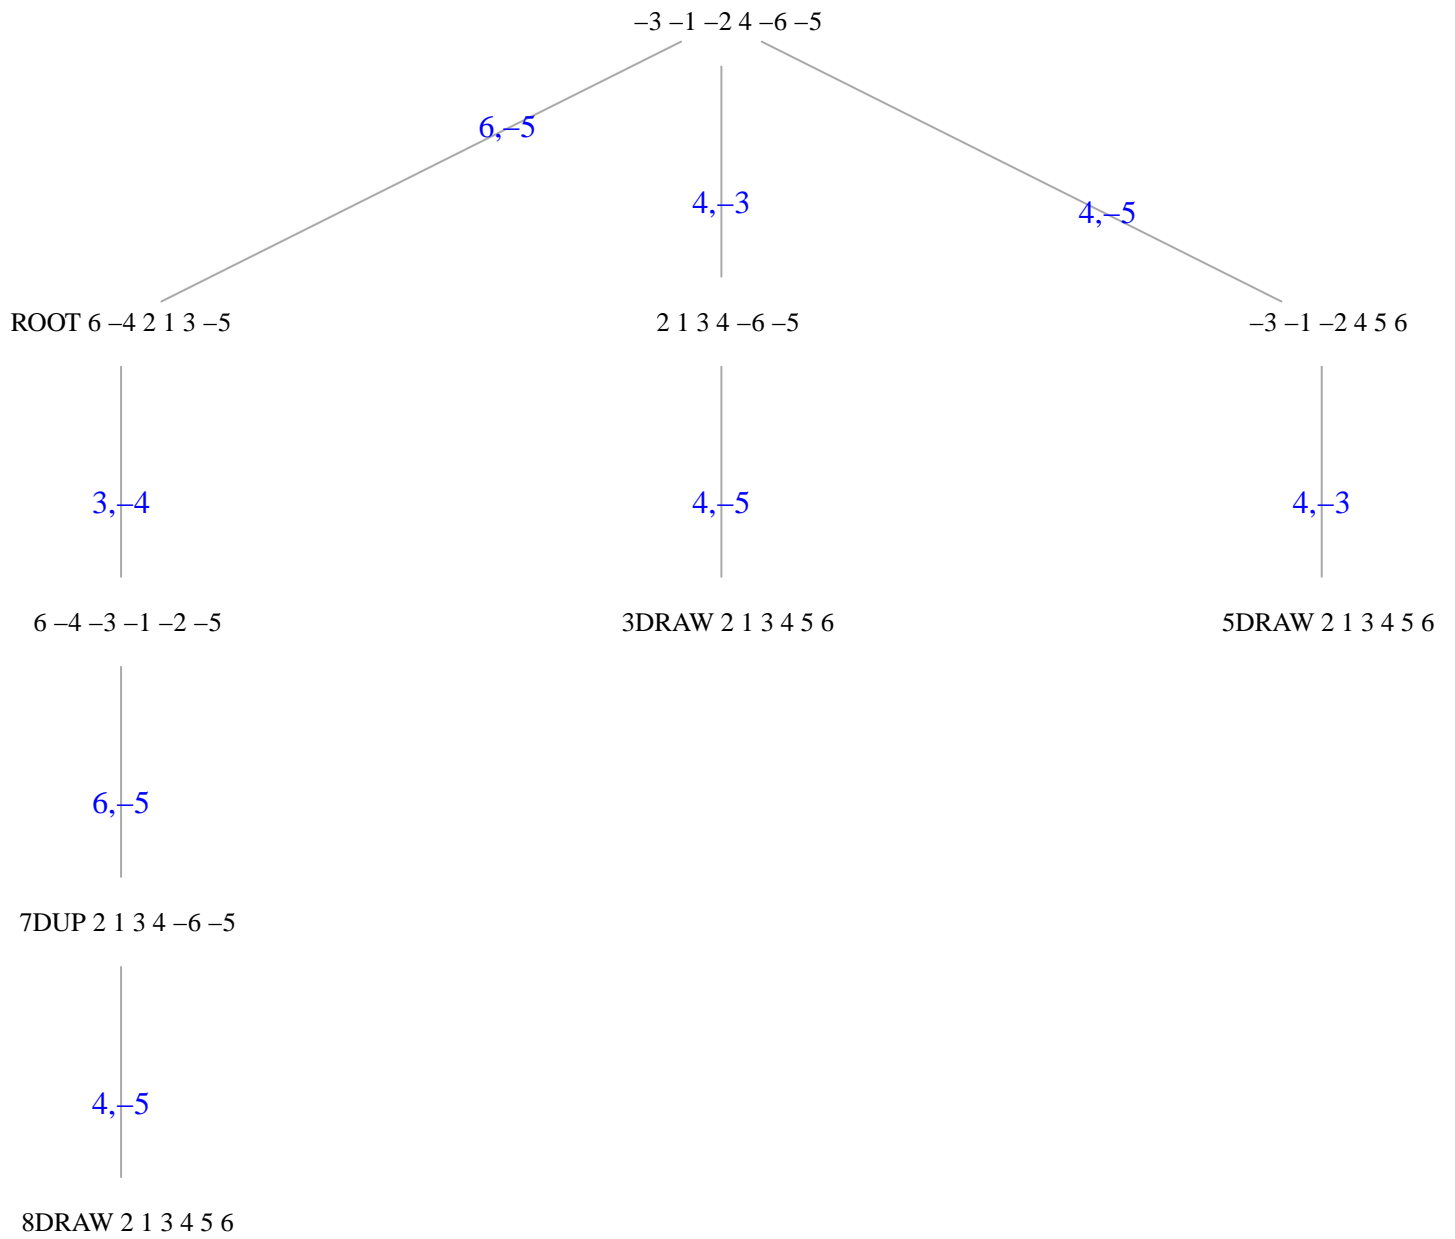 –3 –1 –2 4 –6 –5
6,–5
4,–3
4,–5
ROOT 6 –4 2 1 3 –5
2 1 3 4 –6 –5
–3 –1 –2 4 5 6
3,–4
4,–5
4,–3
6 –4 –3 –1 –2 –5
3DRAW 2 1 3 4 5 6
5DRAW 2 1 3 4 5 6
6,–5
7DUP 2 1 3 4 –6 –5
4,–5
8DRAW 2 1 3 4 5 6